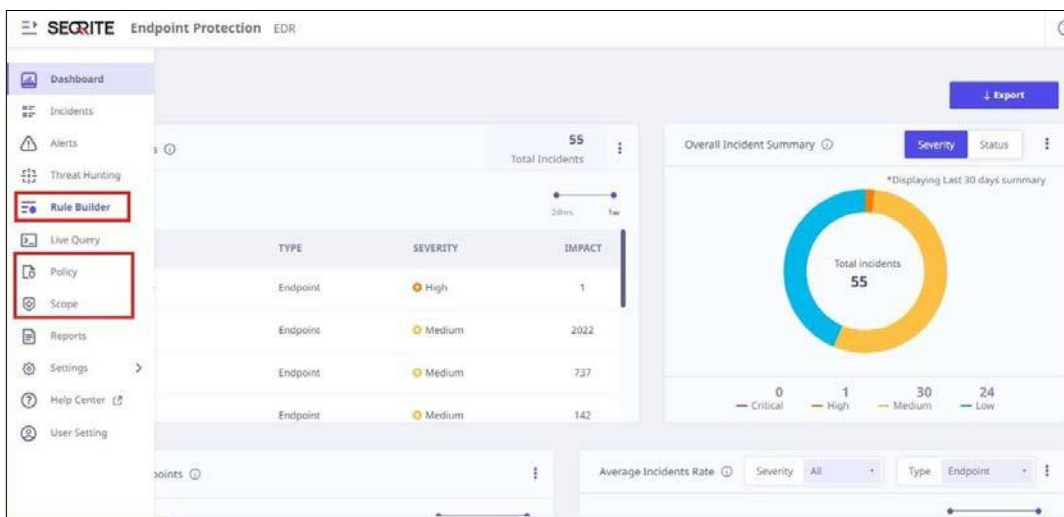 SEQRITE Endpoint Protection EDR
Dashboard
Incidents
Alerts
Threat Hunting
Rule Builder
Live Query
Policy
Scope
Reports
Settings
Help Center
User Setting
Export
55
Total Incidents
24hrs 1w
TYPE SEVERITY IMPACT
Endpoint High 1
Endpoint Medium 2022
Endpoint Medium 737
Endpoint Medium 142
Overall Incident Summary Severity Status
*Displaying Last 30 days summary
Total incidents
55
0 1 30 24
Critical High Medium Low
Average Incidents Rate Severity All Type Endpoint